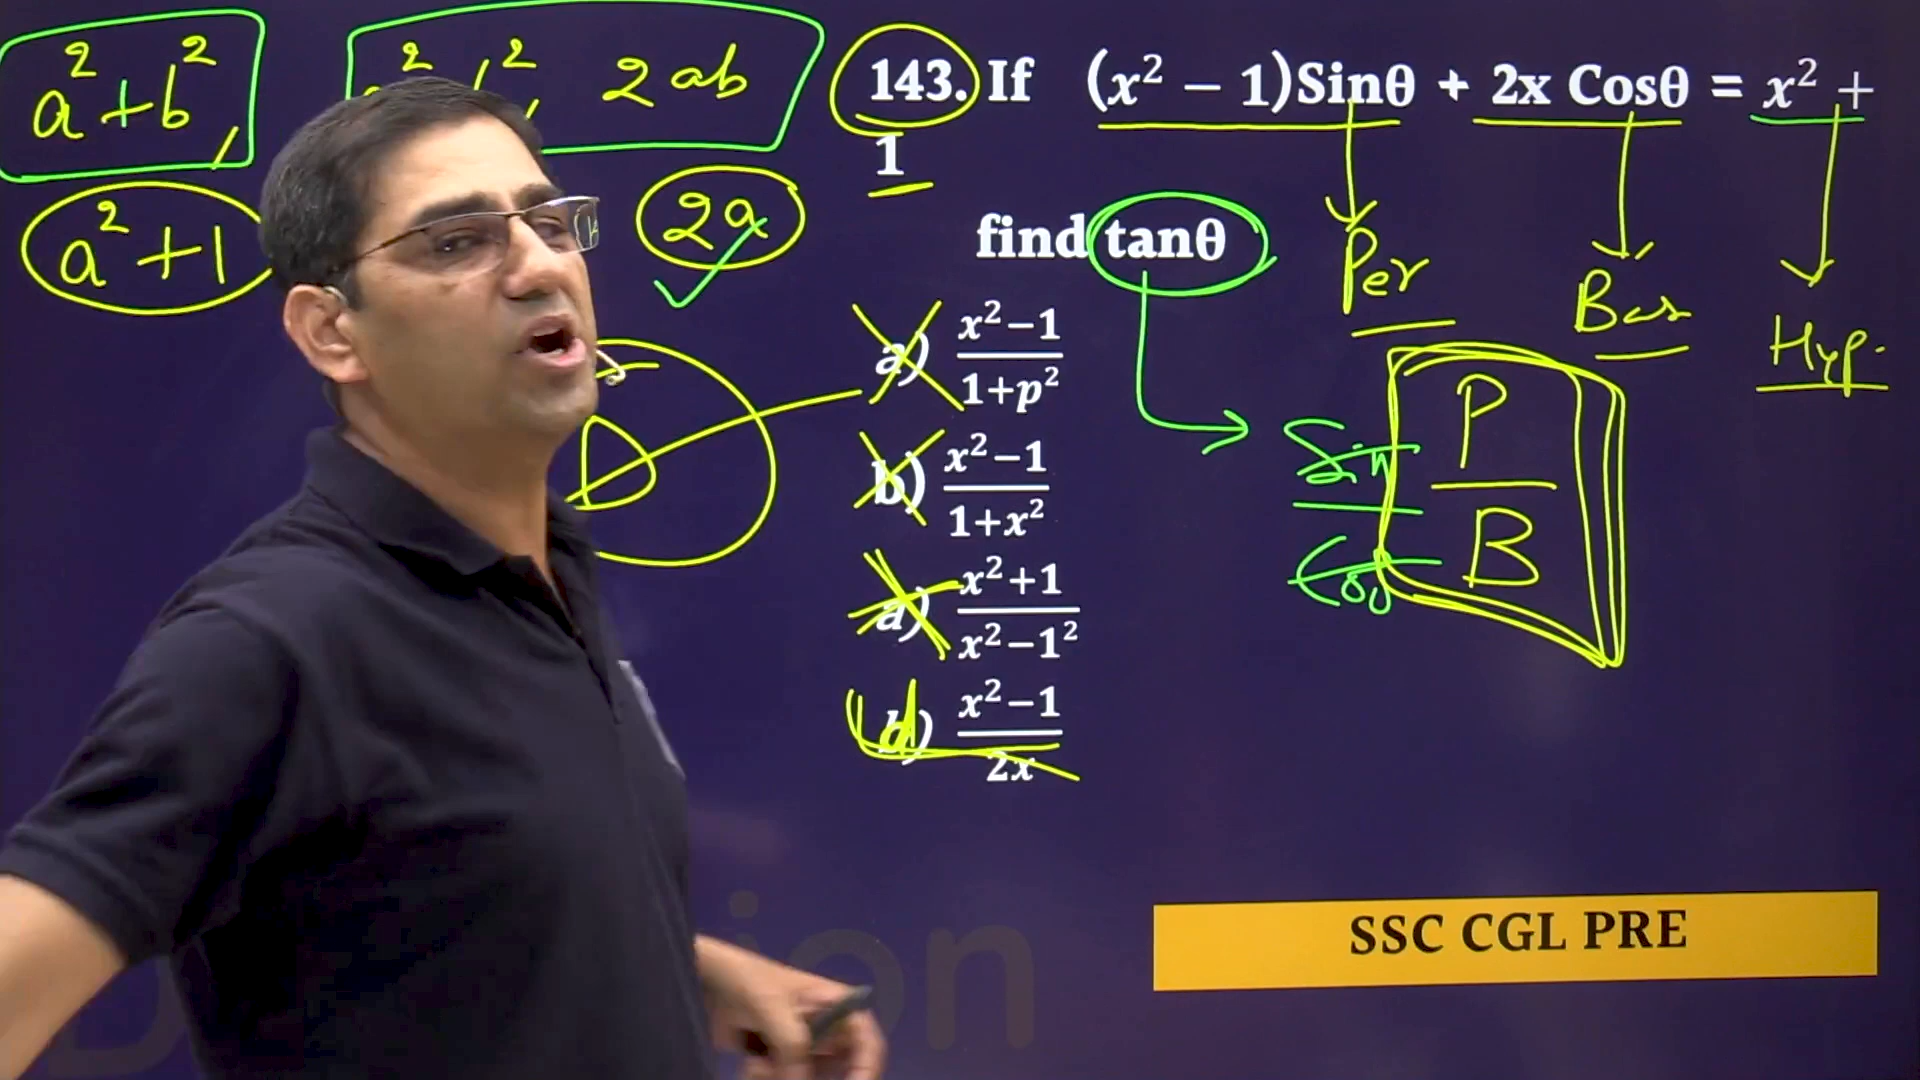 a² + b²,
2ab
143. If (x² − 1)Sinθ + 2x Cosθ = x² +
1
a² + 1
2a
find tanθ
Per
Bas
Hyp.
a) x²−1 / 1+p²
b) x²−1 / 1+x²
a) x²+1 / x²−1²
d) x²−1 / 2x
Sin
Cos
P
B
SSC CGL PRE